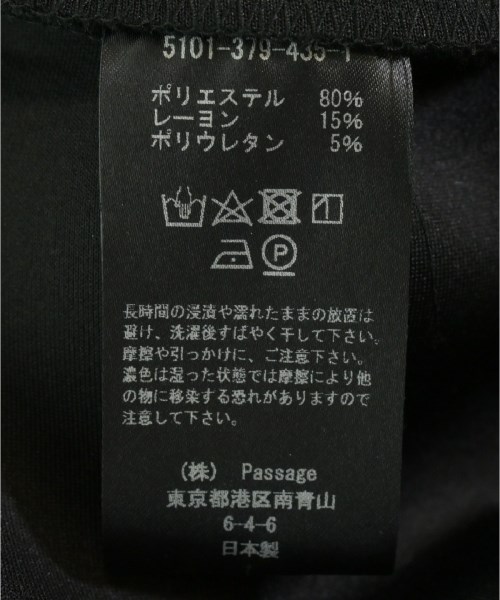 5101-379-435-1
ポリエステル 80%
レーヨン 15%
ポリウレタン 5%
P
長時間の浸漬や濡れたままの放置は
避け、洗濯後すばやく干して下さい。
摩擦や引っかけに、ご注意下さい。
濃色は湿った状態では摩擦により他
の物に移染する恐れがありますので
注意して下さい。
(株) Passage
東京都港区南青山
6-4-6
日本製